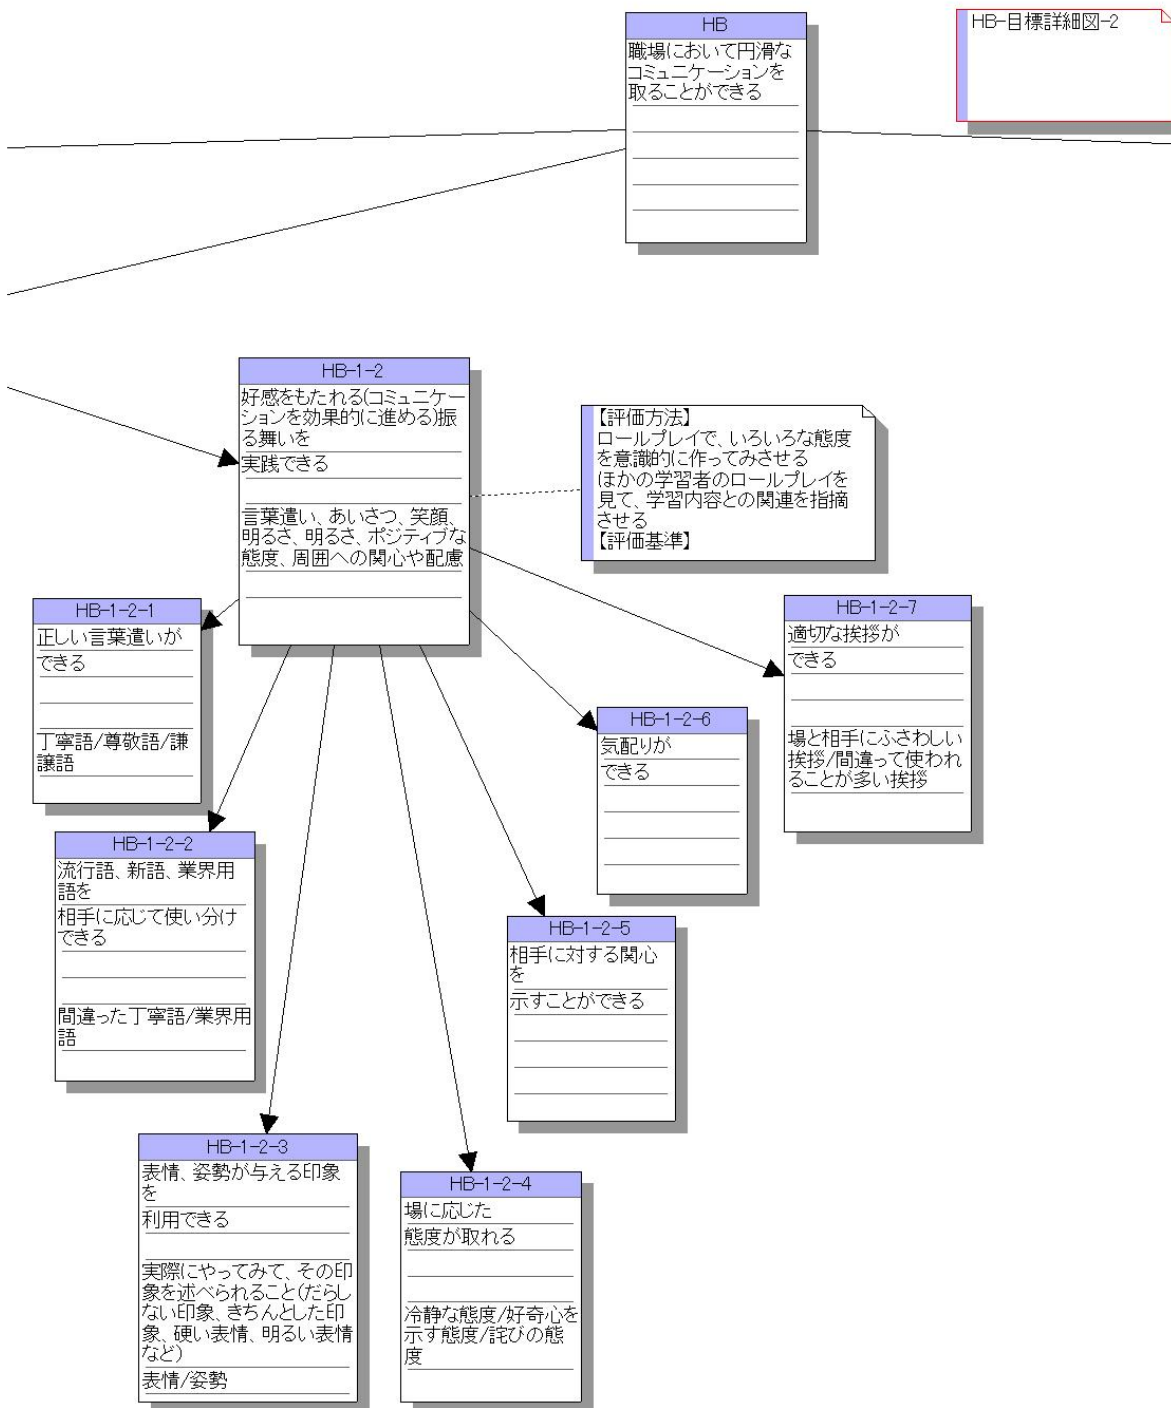 HB
職場において円滑な
コミュニケーションを
取ることができる
HB-目標詳細図-2
HB-1-2
好感をもたれる(コミュニケー
ションを効果的に進める)振
る舞いを
実践できる
言葉遣い、あいさつ、笑顔、
明るさ、明るさ、ポジティブな
態度、周囲への関心や配慮
【評価方法】
ロールプレイで、いろいろな態度
を意識的に作ってみさせる
ほかの学習者のロールプレイを
見て、学習内容との関連を指摘
させる
【評価基準】
HB-1-2-1
正しい言葉遣いが
できる
丁寧語/尊敬語/謙
譲語
HB-1-2-2
流行語、新語、業界用
語を
相手に応じて使い分け
できる
間違った丁寧語/業界用
語
HB-1-2-3
表情、姿勢が与える印象
を
利用できる
実際にやってみて、その印
象を述べられること(だらし
ない印象、きちんとした印
象、硬い表情、明るい表情
など)
表情/姿勢
HB-1-2-4
場に応じた
態度が取れる
冷静な態度/好奇心を
示す態度/詫びの態
度
HB-1-2-5
相手に対する関心
を
示すことができる
HB-1-2-6
気配りが
できる
HB-1-2-7
適切な挨拶が
できる
場と相手にふさわしい
挨拶/間違って使われ
ることが多い挨拶